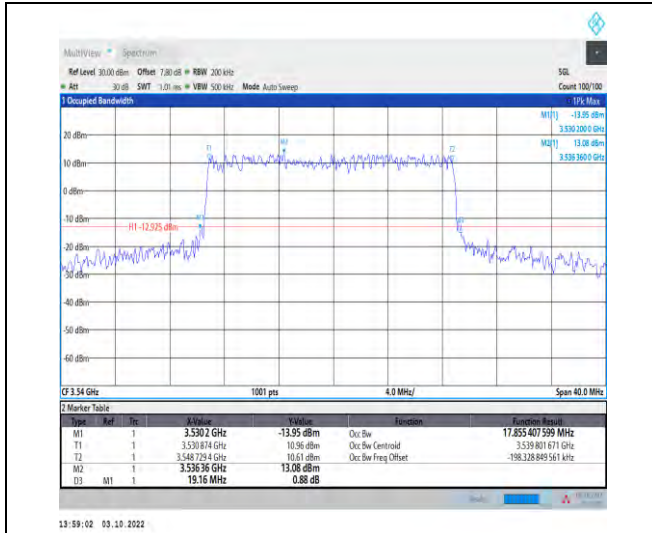 MultiView Spectrum
Ref Level 30.00 dBm Offset 7.80 dB RBW 200 kHz SGL
Att 30 dB SWT 1.01 ms VBW 500 kHz Mode Auto Sweep Count 100/100
1 Occupied Bandwidth 1Pk Max
M1[1] -13.95 dBm
3.530 200 0 GHz
20 dBm M2[1] 13.08 dBm
3.536 360 0 GHz
T1 M2 T2
10 dBm
0 dBm
-10 dBm
H1 -12.925 dBm
-20 dBm
-30 dBm
-40 dBm
-50 dBm
-60 dBm
CF 3.54 GHz 1001 pts 4.0 MHz/ Span 40.0 MHz
2 Marker Table
Type Ref Trc X-Value Y-Value Function Function Result
M1 1 3.530 2 GHz -13.95 dBm Occ Bw 17.855 407 599 MHz
T1 1 3.530 874 GHz 10.96 dBm Occ Bw Centroid 3.539 801 671 GHz
T2 1 3.548 729 4 GHz 10.61 dBm Occ Bw Freq Offset -198.328 849 561 kHz
M2 1 3.536 36 GHz 13.08 dBm
D3 M1 1 19.16 MHz 0.88 dB
13:59:02 03.10.2022